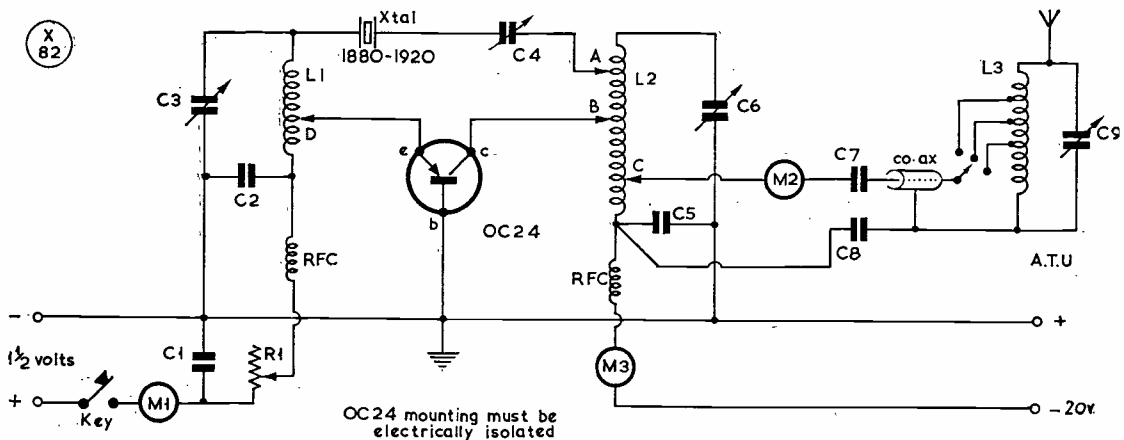 X
82
Xtal
1880-1920
C4
A
L2
L1
C3
D
B
C6
L3
C9
e
c
b
OC24
C
M2
C7
co.ax
C2
C5
C8
RFC
RFC
A.T.U
-
+
1½ volts
C1
R1
M3
+
Key
M1
OC24 mounting must be
electrically isolated
-20v.